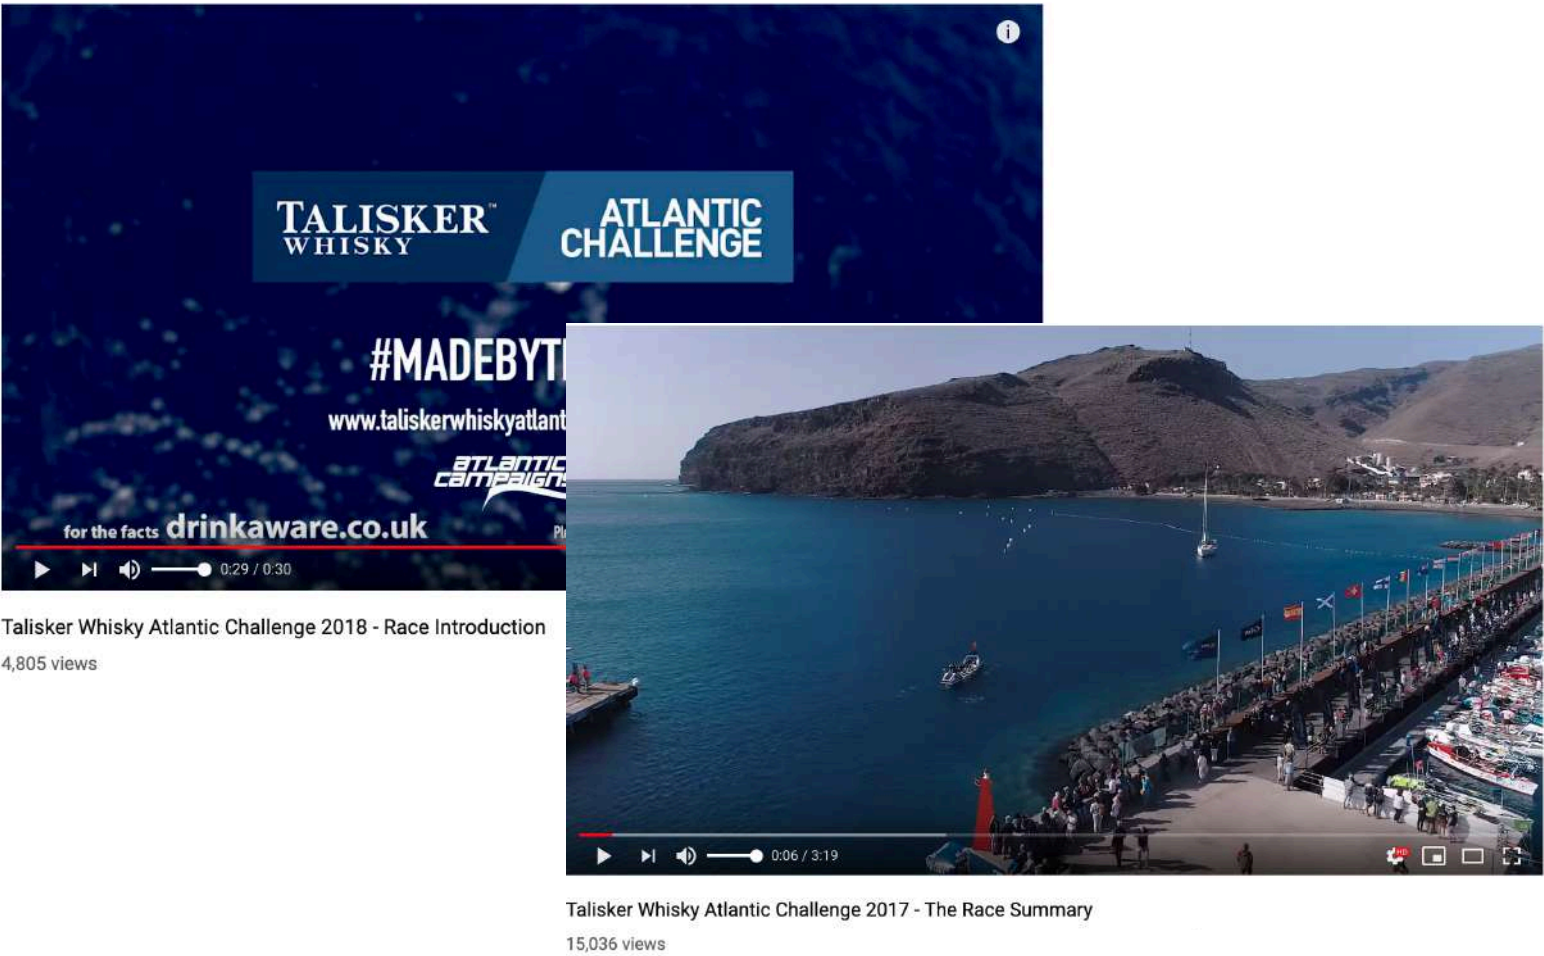 TALISKER™
WHISKY
ATLANTIC
CHALLENGE
www.taliskerwhiskyatlant
atlantic
campaigns
for the facts drinkaware.co.uk
0:29 / 0:30
Talisker Whisky Atlantic Challenge 2018 - Race Introduction
4,805 views
0:06 / 3:19
HD
Talisker Whisky Atlantic Challenge 2017 - The Race Summary
15,036 views